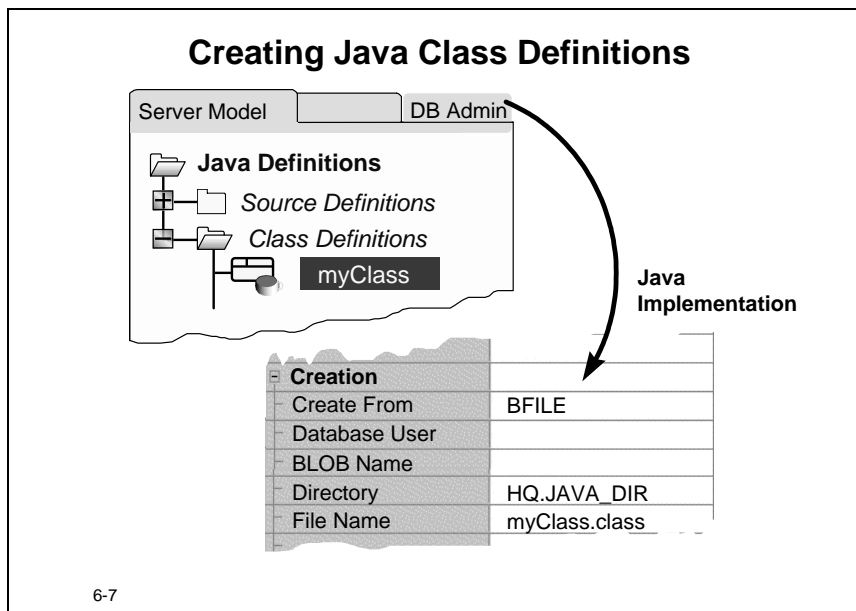 Creating Java Class Definitions
Server Model
DB Admin
Java Definitions
Source Definitions
Class Definitions
myClass
Java
Implementation
Creation
Create From BFILE
Database User
BLOB Name
Directory HQ.JAVA_DIR
File Name myClass.class
6-7